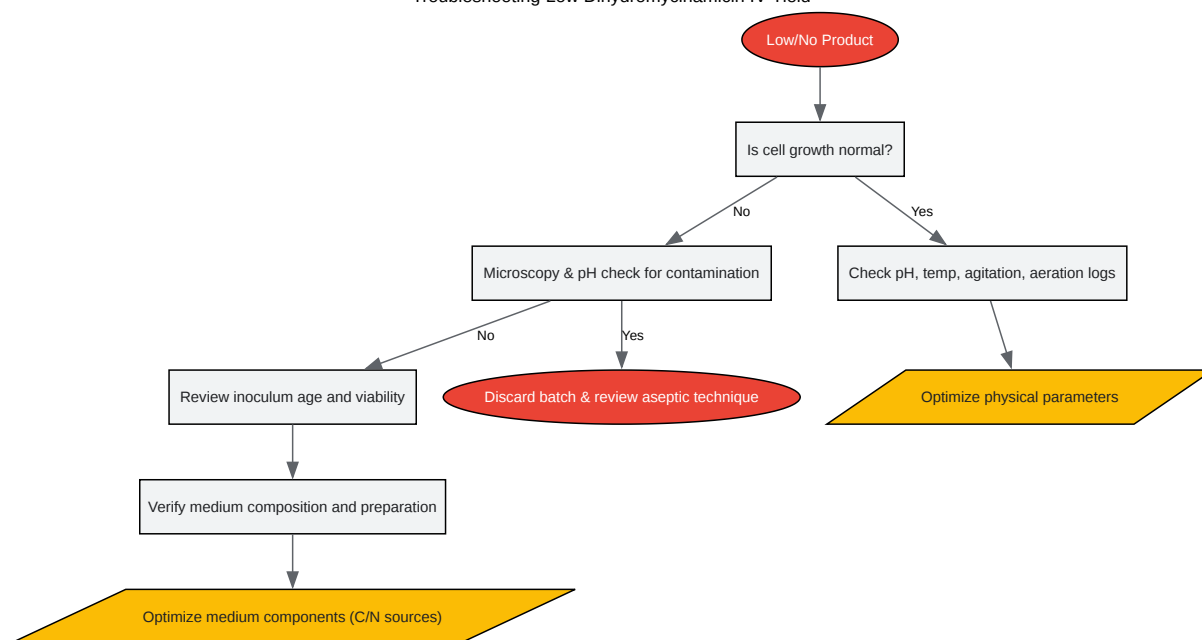 Low/No Product
Is cell growth normal?
No
Yes
Microscopy & pH check for contamination
Check pH, temp, agitation, aeration logs
No
Yes
Review inoculum age and viability
Discard batch & review aseptic technique
Optimize physical parameters
Verify medium composition and preparation
Optimize medium components (C/N sources)